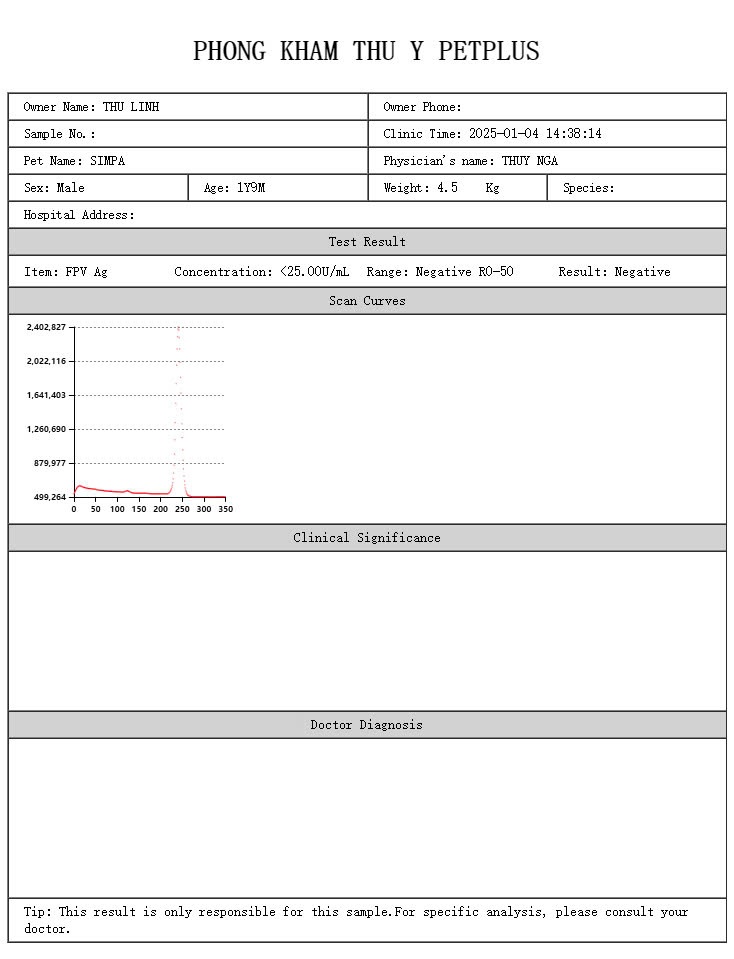 PHONG KHAM THU Y PETPLUS
Owner Name: THU LINH
Owner Phone:
Sample No.:
Clinic Time: 2025-01-04 14:38:14
Pet Name: SIMPA
Physician's name: THUY NGA
Sex: Male
Age: 1Y9M
Weight: 4.5 Kg
Species:
Hospital Address:
Test Result
Item: FPV Ag
Concentration: <25.00U/mL
Range: Negative R0-50
Result: Negative
Scan Curves
2,402,827
2,022,116
1,641,403
1,260,690
879,977
499,264
0 50 100 150 200 250 300 350
Clinical Significance
Doctor Diagnosis
Tip: This result is only responsible for this sample.For specific analysis, please consult your
doctor.